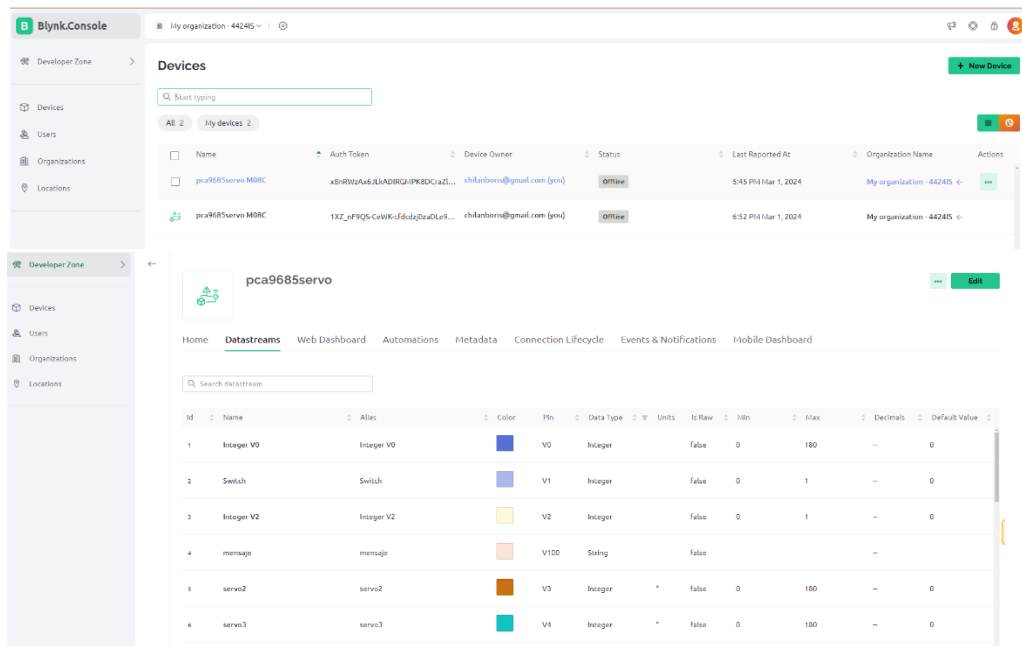 B Blynk.Console
My organization - 4424IS
Developer Zone
Devices
Users
Organizations
Locations
Devices
+ New Device
Start typing
All 2 My devices 2
Name Auth Token Device Owner Status Last Reported At Organization Name Actions
pca9685servo M08C chilanboris@gmail.com (you) Offline 5:45 PM Mar 1, 2024 My organization - 4424IS
pca9685servo M08C chilanboris@gmail.com (you) Offline 6:52 PM Mar 1, 2024 My organization - 4424IS
Developer Zone
Devices
Users
Organizations
Locations
pca9685servo
Edit
Home Datastreams Web Dashboard Automations Metadata Connection Lifecycle Events & Notifications Mobile Dashboard
Search datastream
Id Name Alias Color Pin Data Type Units Is Raw Min Max Decimals Default Value
1 Integer V0 Integer V0 V0 Integer false 0 180 -- 0
2 Switch Switch V1 Integer false 0 1 -- 0
3 Integer V2 Integer V2 V2 Integer false 0 1 -- 0
4 mensaje mensaje V100 String false --
5 servo2 servo2 V3 Integer ° false 0 180 -- 0
6 servo3 servo3 V4 Integer ° false 0 180 -- 0